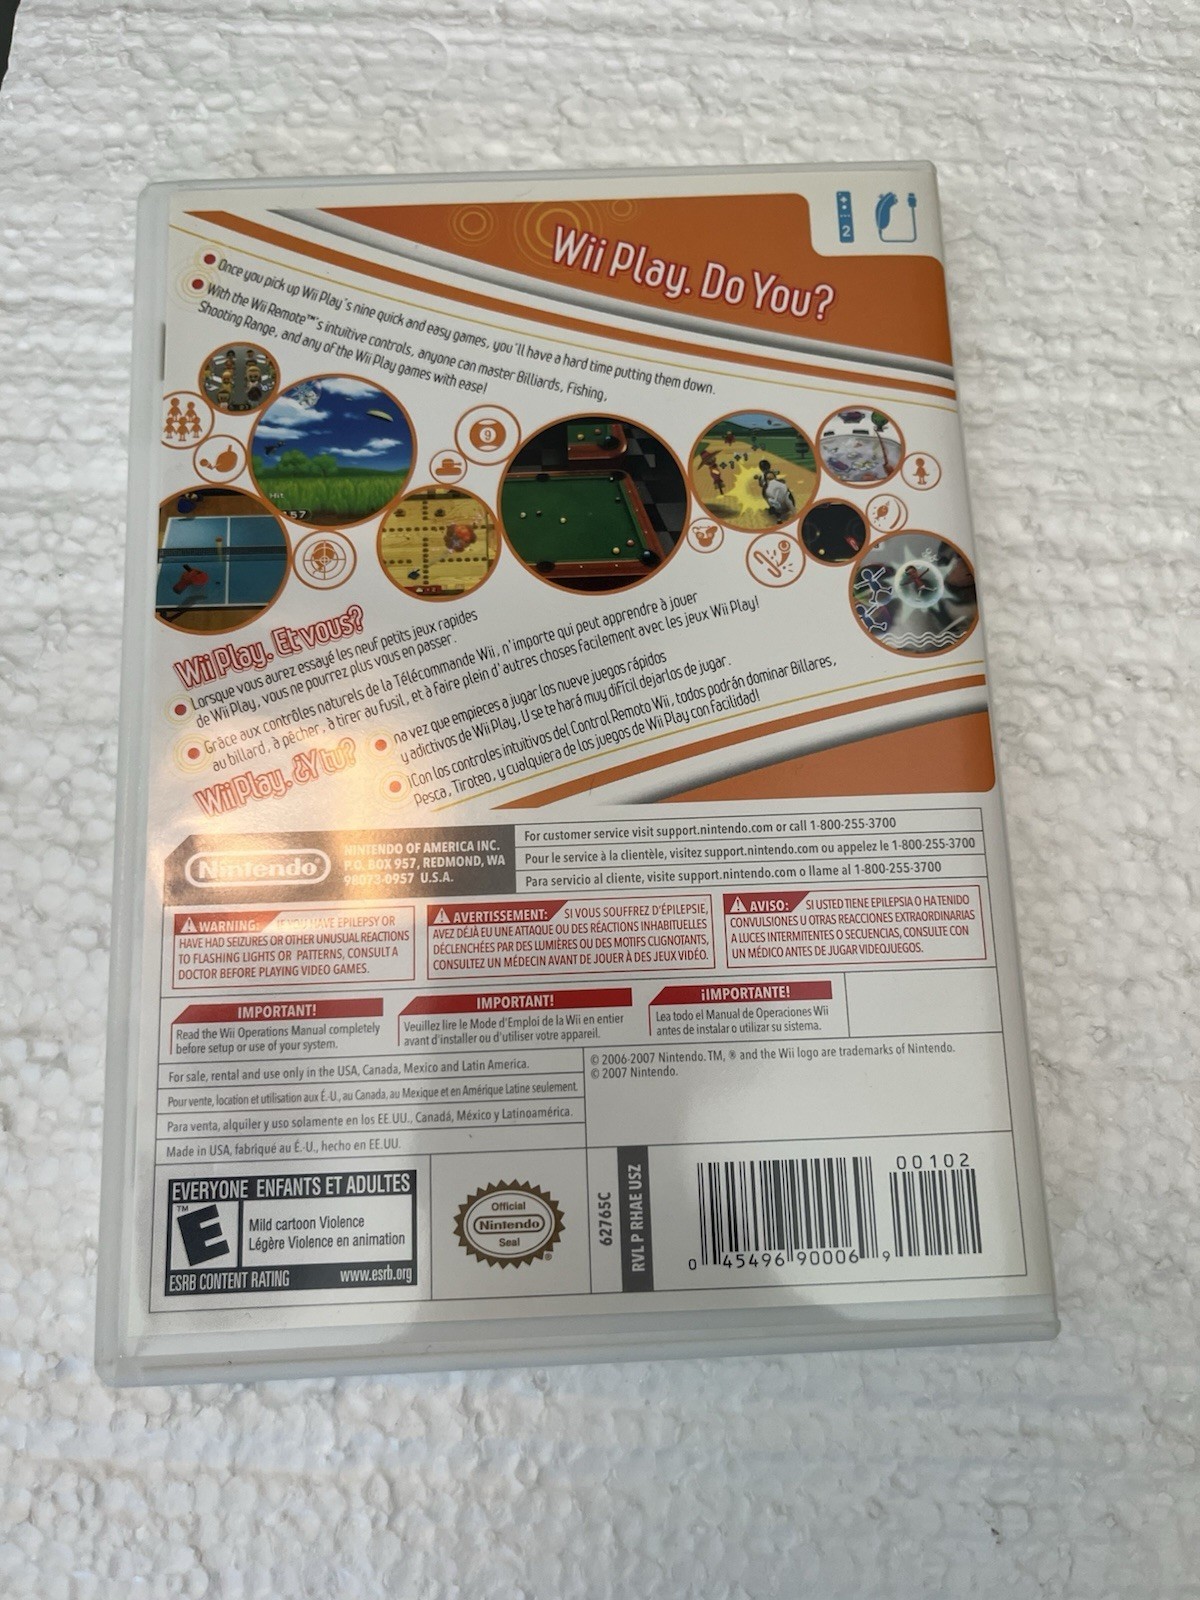 2
Wii Play. Do You?
Once you pick up Wii Play's nine quick and easy games, you'll have a hard time putting them down.
With the Wii Remote™'s intuitive controls, anyone can master Billiards, Fishing,
Shooting Range, and any of the Wii Play games with ease!
9
Hit
57
Wii Play. Et vous?
Lorsque vous aurez essayé les neuf petits jeux rapides
de Wii Play, vous ne pourrez plus vous en passer.
Grâce aux contrôles naturels de la Télécommande Wii, n'importe qui peut apprendre à jouer
au billard, à pêcher, à tirer au fusil, et à faire plein d'autres choses facilement avec les jeux Wii Play!
Wii Play. ¿Y tu?
na vez que empieces a jugar los nueve juegos rápidos
y adictivos de Wii Play, U se te hará muy difícil dejarlos de jugar.
¡Con los controles intuitivos del Control Remoto Wii, todos podrán dominar Billares,
Pesca, Tiroteo, y cualquiera de los juegos de Wii Play con facilidad!
Nintendo®
NINTENDO OF AMERICA INC.
P.O. BOX 957, REDMOND, WA
98073-0957 U.S.A.
For customer service visit support.nintendo.com or call 1-800-255-3700
Pour le service à la clientèle, visitez support.nintendo.com ou appelez le 1-800-255-3700
Para servicio al cliente, visite support.nintendo.com o llame al 1-800-255-3700
WARNING: IF YOU HAVE EPILEPSY OR
HAVE HAD SEIZURES OR OTHER UNUSUAL REACTIONS
TO FLASHING LIGHTS OR PATTERNS, CONSULT A
DOCTOR BEFORE PLAYING VIDEO GAMES.
AVERTISSEMENT: SI VOUS SOUFFREZ D'ÉPILEPSIE,
AVEZ DÉJÀ EU UNE ATTAQUE OU DES RÉACTIONS INHABITUELLES
DÉCLENCHÉES PAR DES LUMIÈRES OU DES MOTIFS CLIGNOTANTS,
CONSULTEZ UN MÉDECIN AVANT DE JOUER À DES JEUX VIDÉO.
AVISO: SI USTED TIENE EPILEPSIA O HA TENIDO
CONVULSIONES U OTRAS REACCIONES EXTRAORDINARIAS
A LUCES INTERMITENTES O SECUENCIAS, CONSULTE CON
UN MÉDICO ANTES DE JUGAR VIDEOJUEGOS.
IMPORTANT!
Read the Wii Operations Manual completely
before setup or use of your system.
IMPORTANT!
Veuillez lire le Mode d'Emploi de la Wii en entier
avant d'installer ou d'utiliser votre appareil.
¡IMPORTANTE!
Lea todo el Manual de Operaciones Wii
antes de instalar o utilizar su sistema.
For sale, rental and use only in the USA, Canada, Mexico and Latin America.
Pour vente, location et utilisation aux É.-U., au Canada, au Mexique et en Amérique Latine seulement.
Para venta, alquiler y uso solamente en los EE.UU., Canadá, México y Latinoamérica.
Made in USA, fabriqué au É.-U., hecho en EE.UU.
© 2006-2007 Nintendo. TM, ® and the Wii logo are trademarks of Nintendo.
© 2007 Nintendo.
EVERYONE ENFANTS ET ADULTES
E
TM
Mild cartoon Violence
Légère Violence en animation
ESRB CONTENT RATING www.esrb.org
Official
Nintendo
Seal
®
62765C
RVL P RHAE USZ
00102
0 45496 90006 9